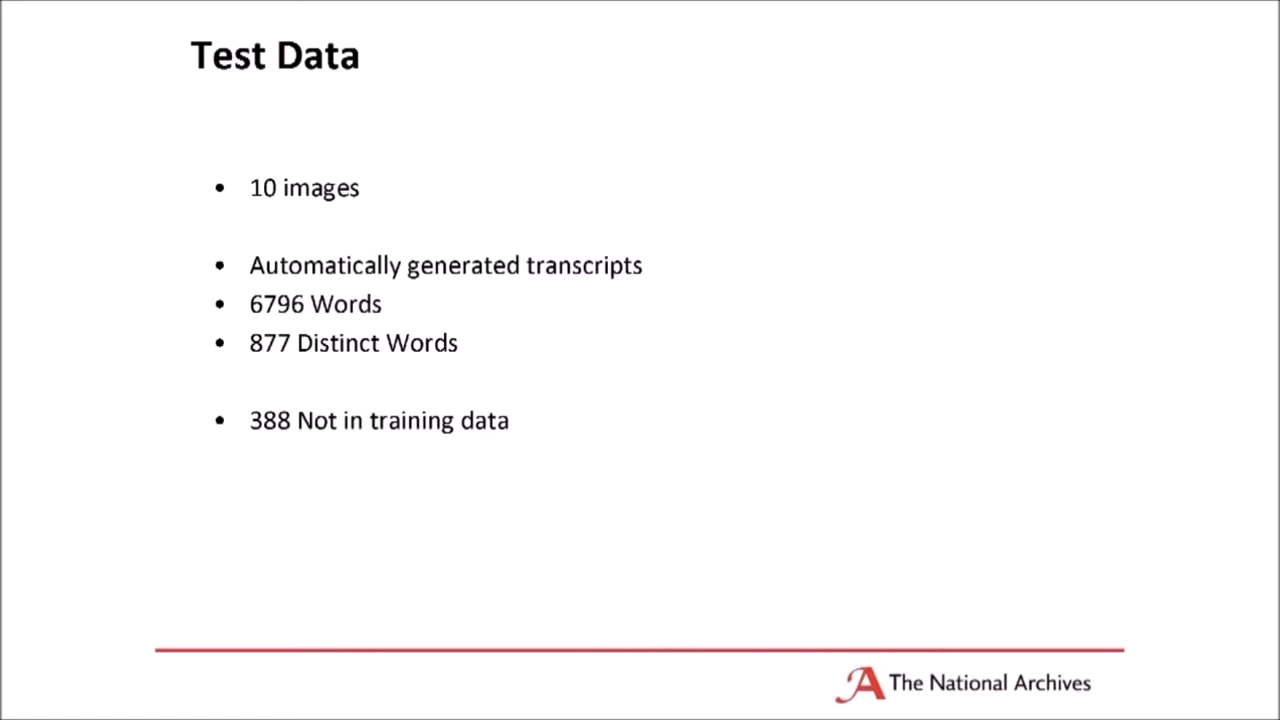 Test Data
• 10 images
• Automatically generated transcripts
• 6796 Words
• 877 Distinct Words
• 388 Not in training data
The National Archives